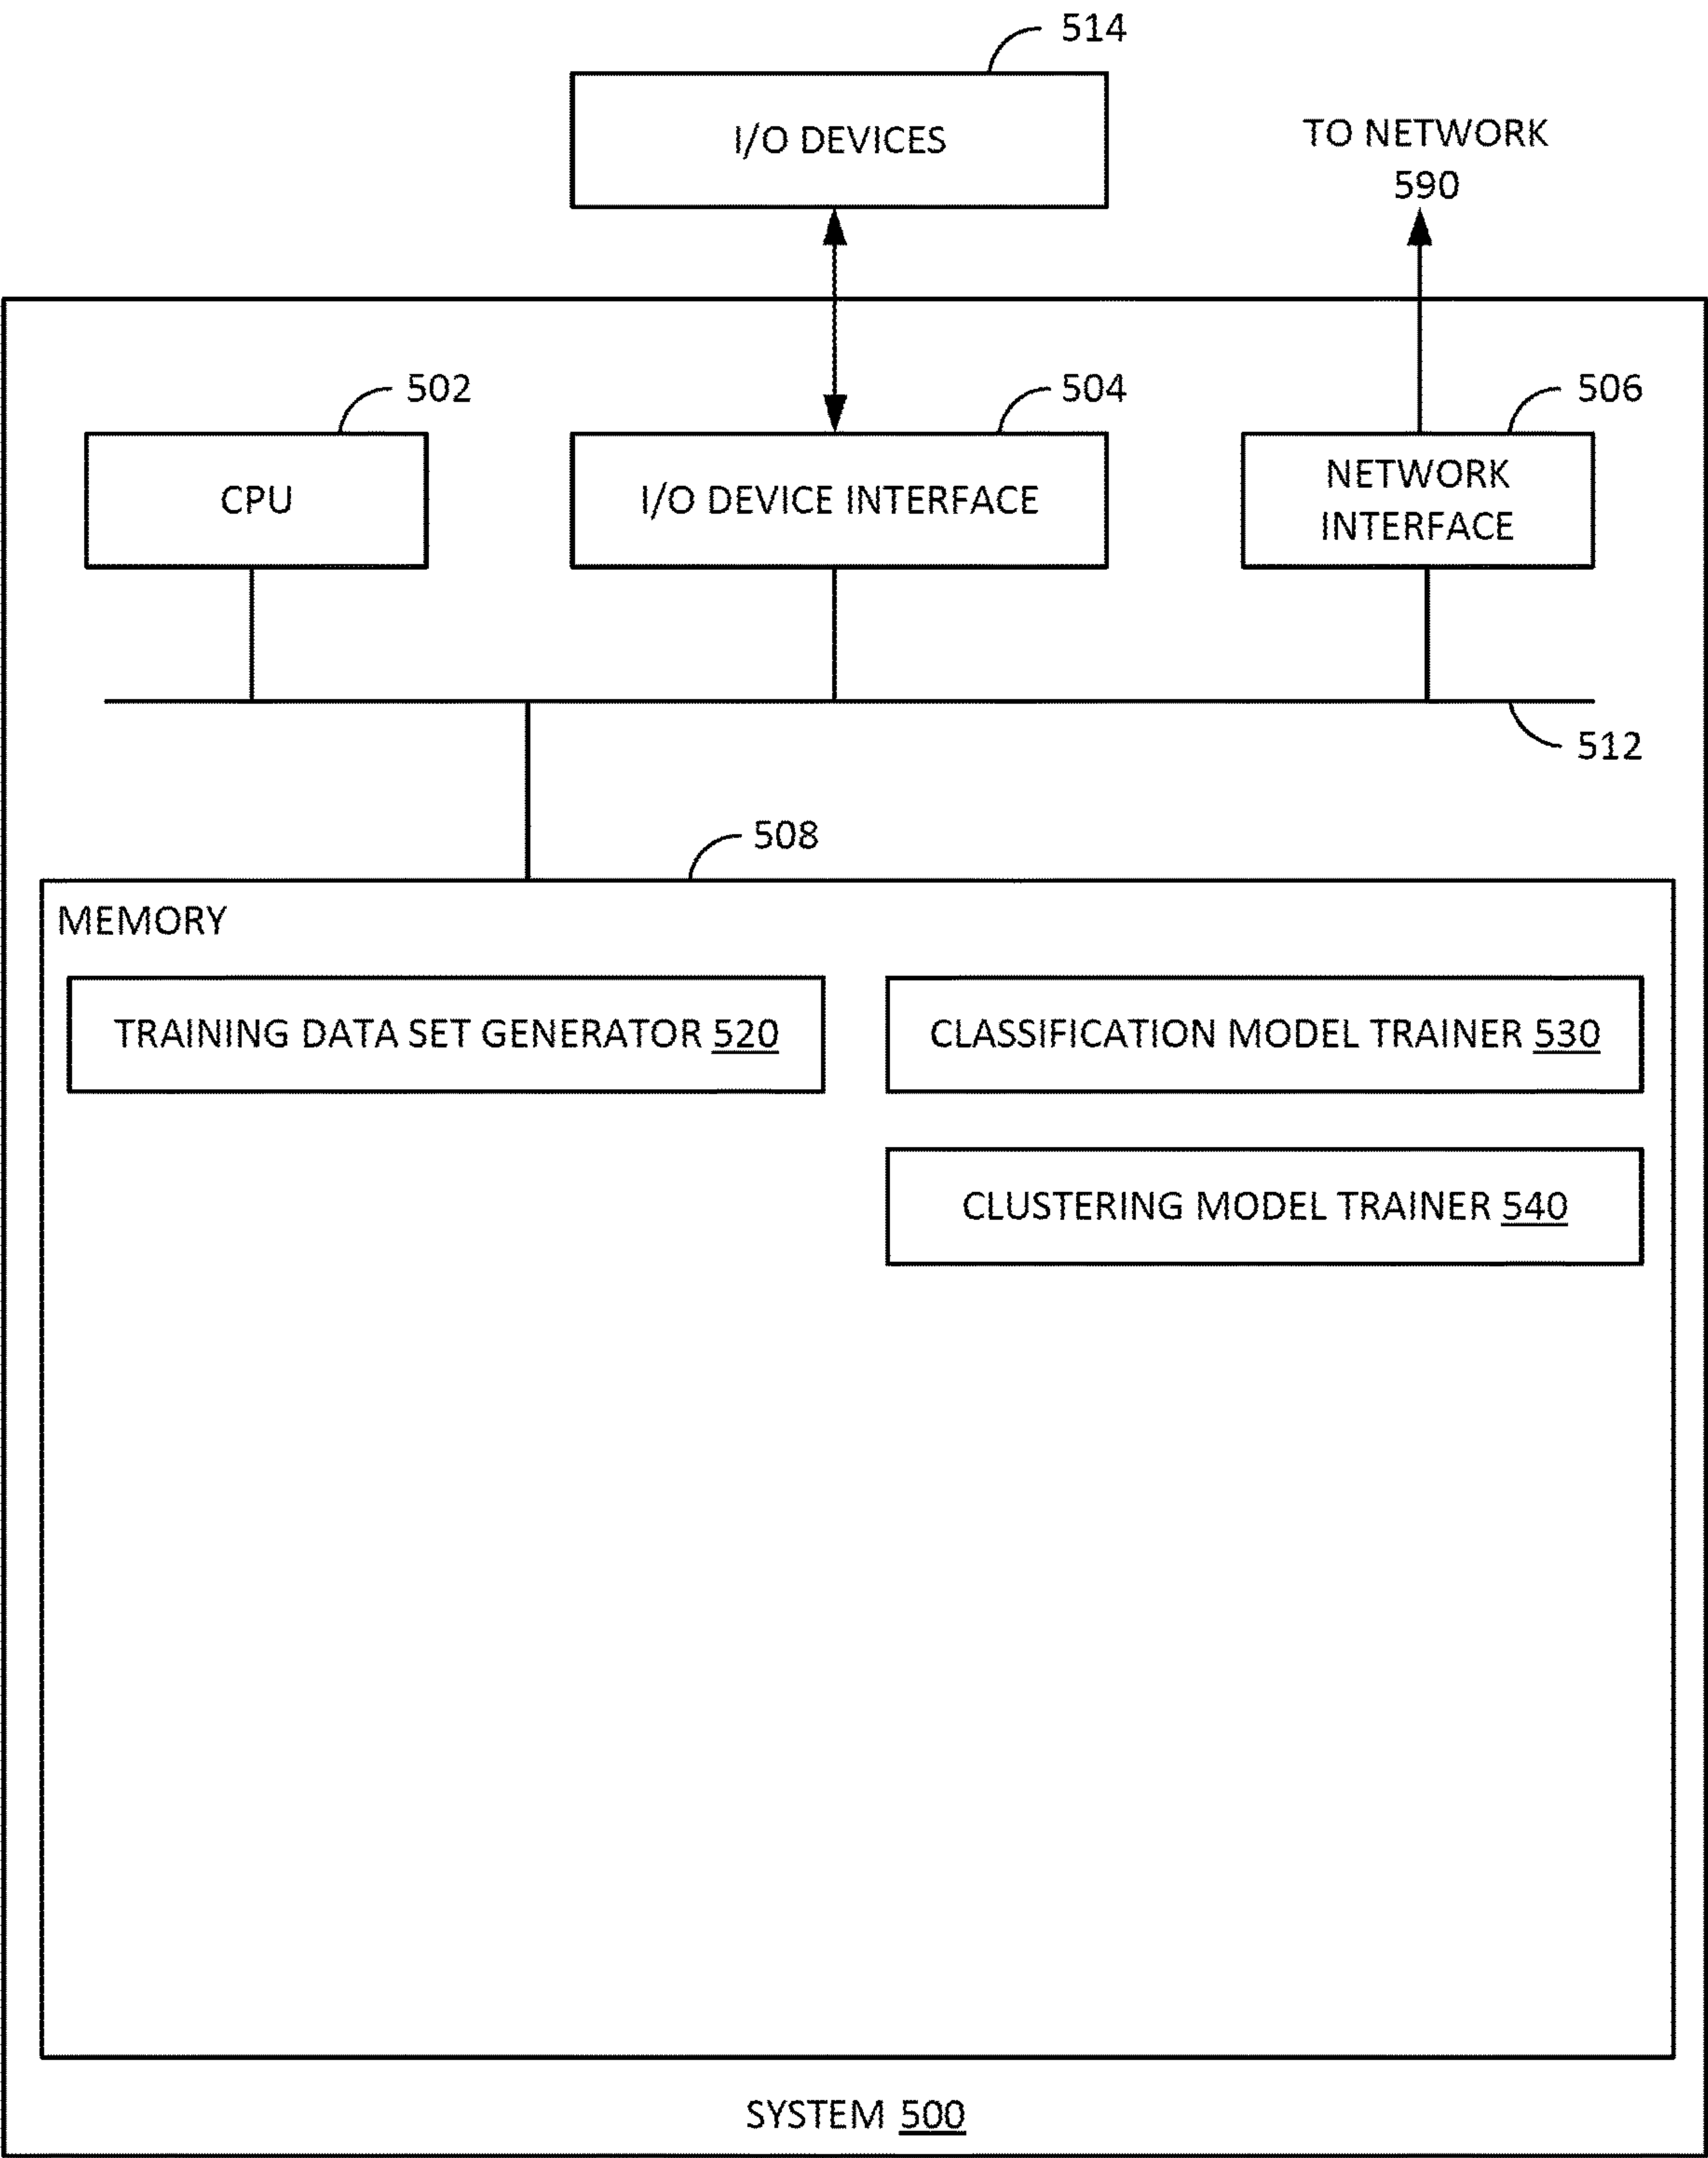 514
I/O DEVICES
TO NETWORK
590
502
504
506
CPU
I/O DEVICE INTERFACE
NETWORK
INTERFACE
512
508
MEMORY
TRAINING DATA SET GENERATOR 520
CLASSIFICATION MODEL TRAINER 530
CLUSTERING MODEL TRAINER 540
SYSTEM 500